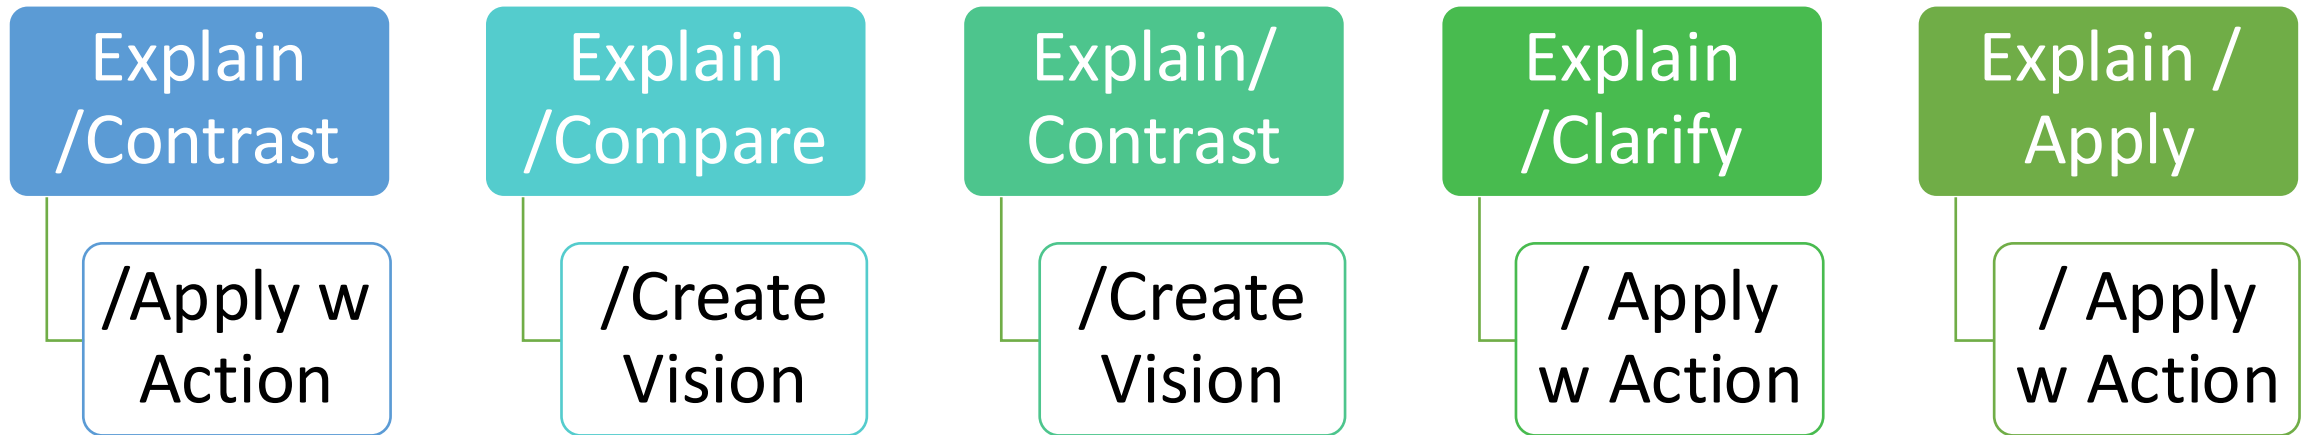 Explain
/Contrast
/Apply w
Action
Explain
/Compare
/Create
Vision
Explain/
Contrast
/Create
Vision
Explain
/Clarify
/ Apply
w Action
Explain /
Apply
/ Apply
w Action